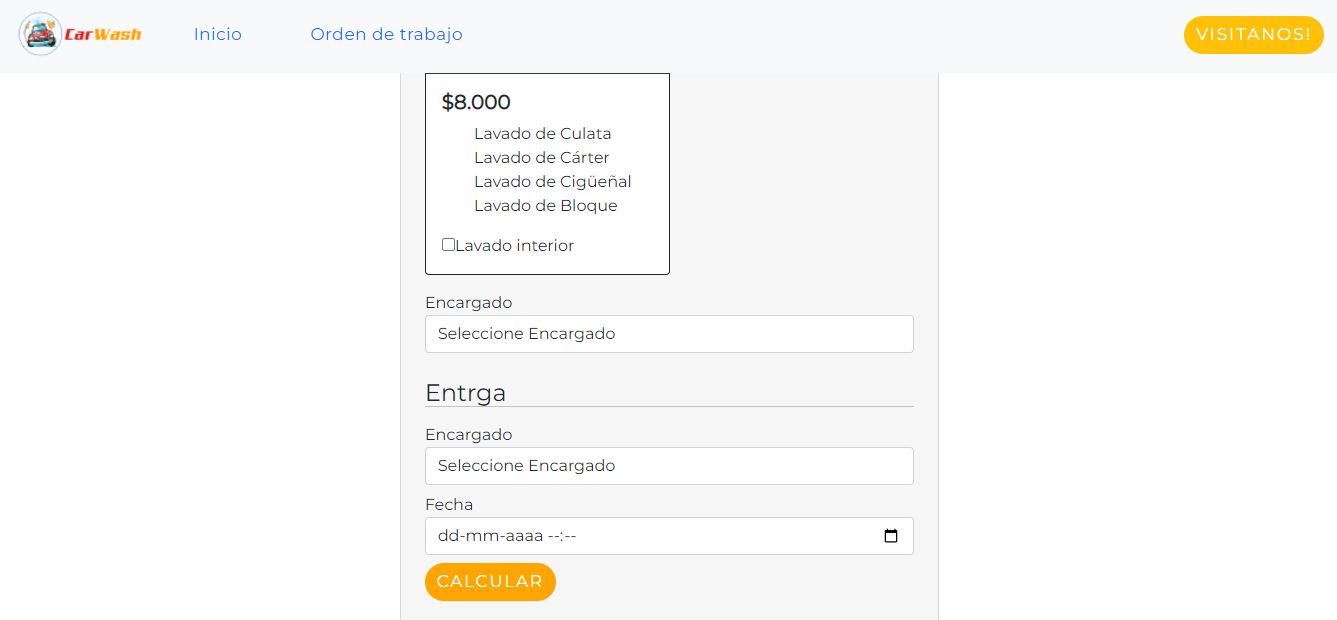 CarWash
Inicio
Orden de trabajo
VISITANOS!
$8.000
Lavado de Culata
Lavado de Cárter
Lavado de Cigüeñal
Lavado de Bloque
Lavado interior
Encargado
Seleccione Encargado
Entrga
Encargado
Seleccione Encargado
Fecha
dd-mm-aaaa --:--
CALCULAR